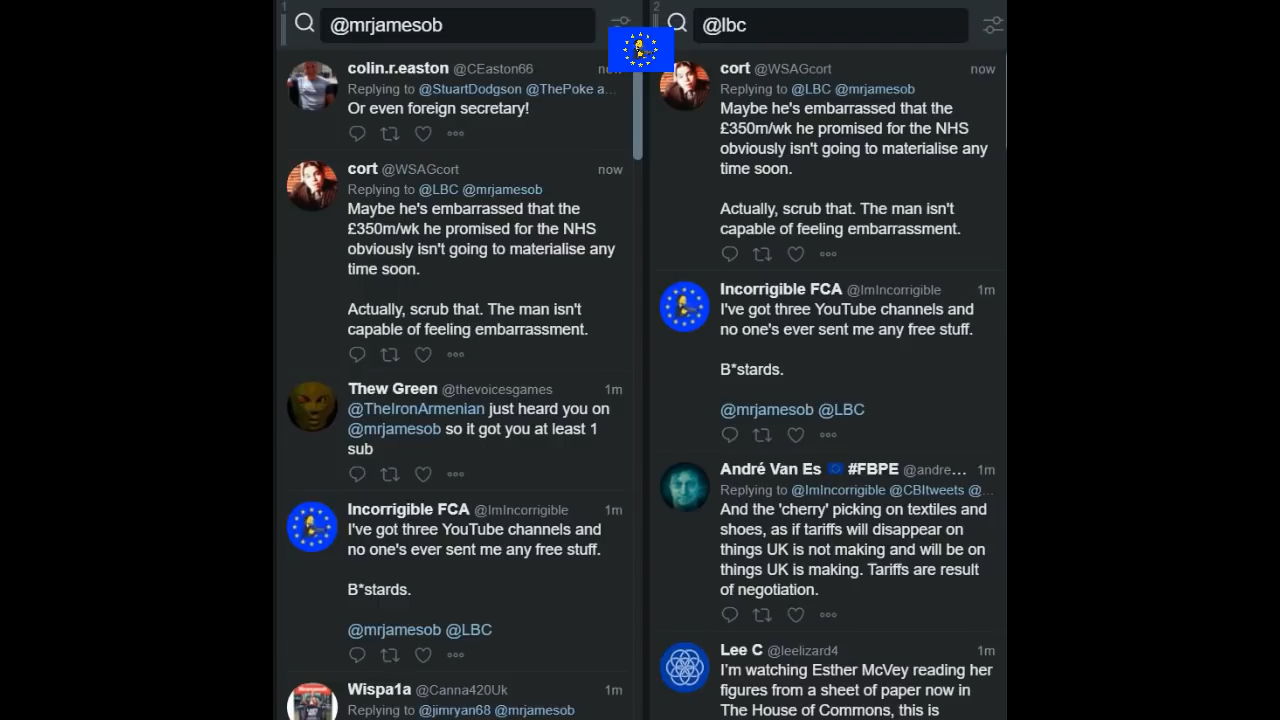 1
@mrjamesob
colin.r.easton @CEaston66 now
Replying to @StuartDodgson @ThePoke a...
Or even foreign secretary!
cort @WSAGcort now
Replying to @LBC @mrjamesob
Maybe he's embarrassed that the
£350m/wk he promised for the NHS
obviously isn't going to materialise any
time soon.
Actually, scrub that. The man isn't
capable of feeling embarrassment.
Thew Green @thevoicesgames 1m
@TheIronArmenian just heard you on
@mrjamesob so it got you at least 1
sub
Incorrigible FCA @ImIncorrigible 1m
I've got three YouTube channels and
no one's ever sent me any free stuff.
B*stards.
@mrjamesob @LBC
Wispa1a @Canna420Uk 1m
Replying to @jimryan68 @mrjamesob
2
@lbc
cort @WSAGcort now
Replying to @LBC @mrjamesob
Maybe he's embarrassed that the
£350m/wk he promised for the NHS
obviously isn't going to materialise any
time soon.
Actually, scrub that. The man isn't
capable of feeling embarrassment.
Incorrigible FCA @ImIncorrigible 1m
I've got three YouTube channels and
no one's ever sent me any free stuff.
B*stards.
@mrjamesob @LBC
André Van Es #FBPE @andre... 1m
Replying to @ImIncorrigible @CBItweets @...
And the 'cherry' picking on textiles and
shoes, as if tariffs will disappear on
things UK is not making and will be on
things UK is making. Tariffs are result
of negotiation.
Lee C @leelizard4 1m
I'm watching Esther McVey reading her
figures from a sheet of paper now in
The House of Commons, this is